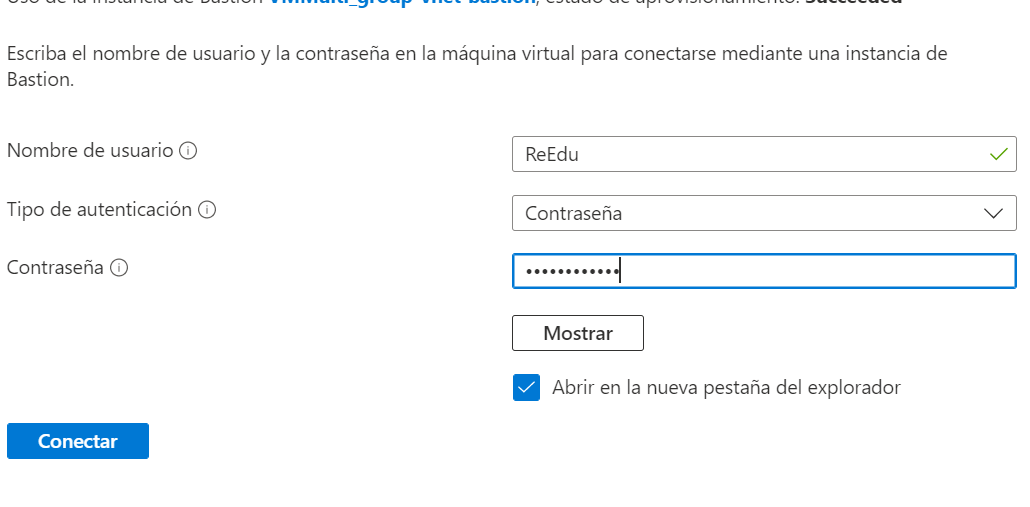 Uso de la instancia de Bastion VMMulti_group-vnet-bastion, estado de aprovisionamiento: Succeeded
Escriba el nombre de usuario y la contraseña en la máquina virtual para conectarse mediante una instancia de
Bastion.
Nombre de usuario
ReEdu
Tipo de autenticación
Contraseña
Contraseña
••••••••••••
Mostrar
Abrir en la nueva pestaña del explorador
Conectar